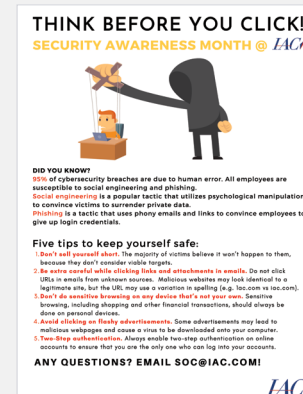 THINK BEFORE YOU CLICK!
SECURITY AWARENESS MONTH @ IAC
DID YOU KNOW?
95% of cybersecurity breaches are due to human error. All employees are
susceptible to social engineering and phishing.
Social engineering is a popular tactic that utilizes psychological manipulation
to convince victims to surrender private data.
Phishing is a tactic that uses phony emails and links to convince employees to
give up login credentials.
Five tips to keep yourself safe:
1. Don't sell yourself short. The majority of victims believe it won't happen to them,
because they don't consider viable targets.
2. Be extra careful while clicking links and attachments in emails. Do not click
URLs in emails from unknown sources. Malicious websites may look identical to a
legitimate site, but the URL may use a variation in spelling (e.g. lac.com vs iac.com).
3. Don't do sensitive browsing on any device that's not your own. Sensitive
browsing, including shopping and other financial transactions, should always be
done on personal devices.
4. Avoid clicking on flashy advertisements. Some advertisements may lead to
malicious webpages and cause a virus to be downloaded onto your computer.
5. Two-Step authentication. Always enable two-step authentication on online
accounts to ensure that you are the only one who can log into your accounts.
ANY QUESTIONS? EMAIL SOC@IAC.COM!
IAC